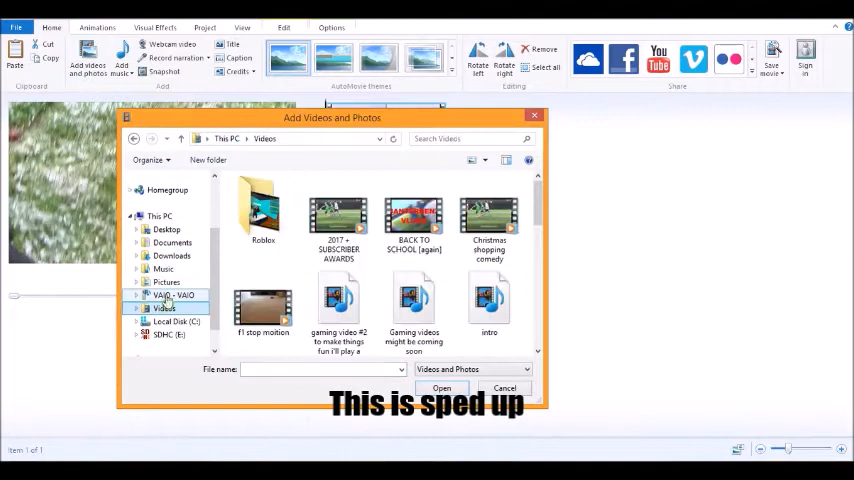 File Home Animations Visual Effects Project View Edit Options
Paste Cut Copy Clipboard
Add videos and photos Add music Webcam video Record narration Snapshot Title Caption Credits Add
AutoMovie themes
Rotate left Rotate right Remove Select all Editing
You Tube Share Save movie Sign in
Add Videos and Photos
This PC Videos Search Videos
Organize New folder
Homegroup
This PC
Desktop
Documents
Downloads
Music
Pictures
VAIO - VAIO
Videos
Local Disk (C:)
SDHC (E:)
Roblox
2017 + SUBSCRIBER AWARDS
BACK TO SCHOOL [again]
Christmas shopping comedy
f1 stop moition
gaming video #2 to make things fun i'll play a
Gaming videos might be coming soon
intro
File name: Videos and Photos
Open Cancel
This is sped up
Item 1 of 1